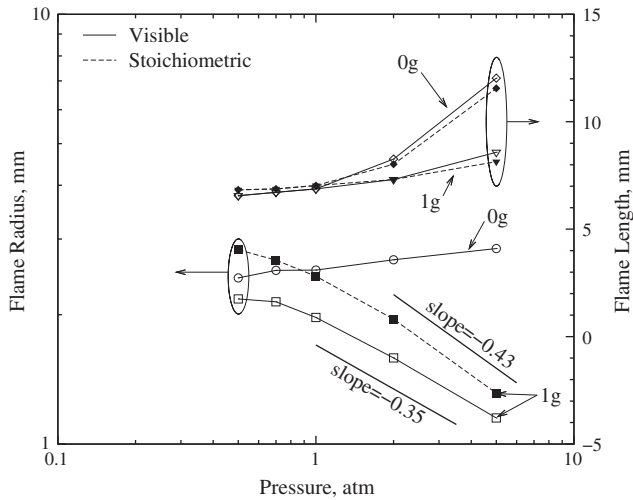 10
15
Visible
Stoichiometric
0g
10
1g
0g
5
Flame Radius, mm
Flame Length, mm
slope=−0.43
0
slope=−0.35
1g
1
−5
0.1
1
10
Pressure, atm